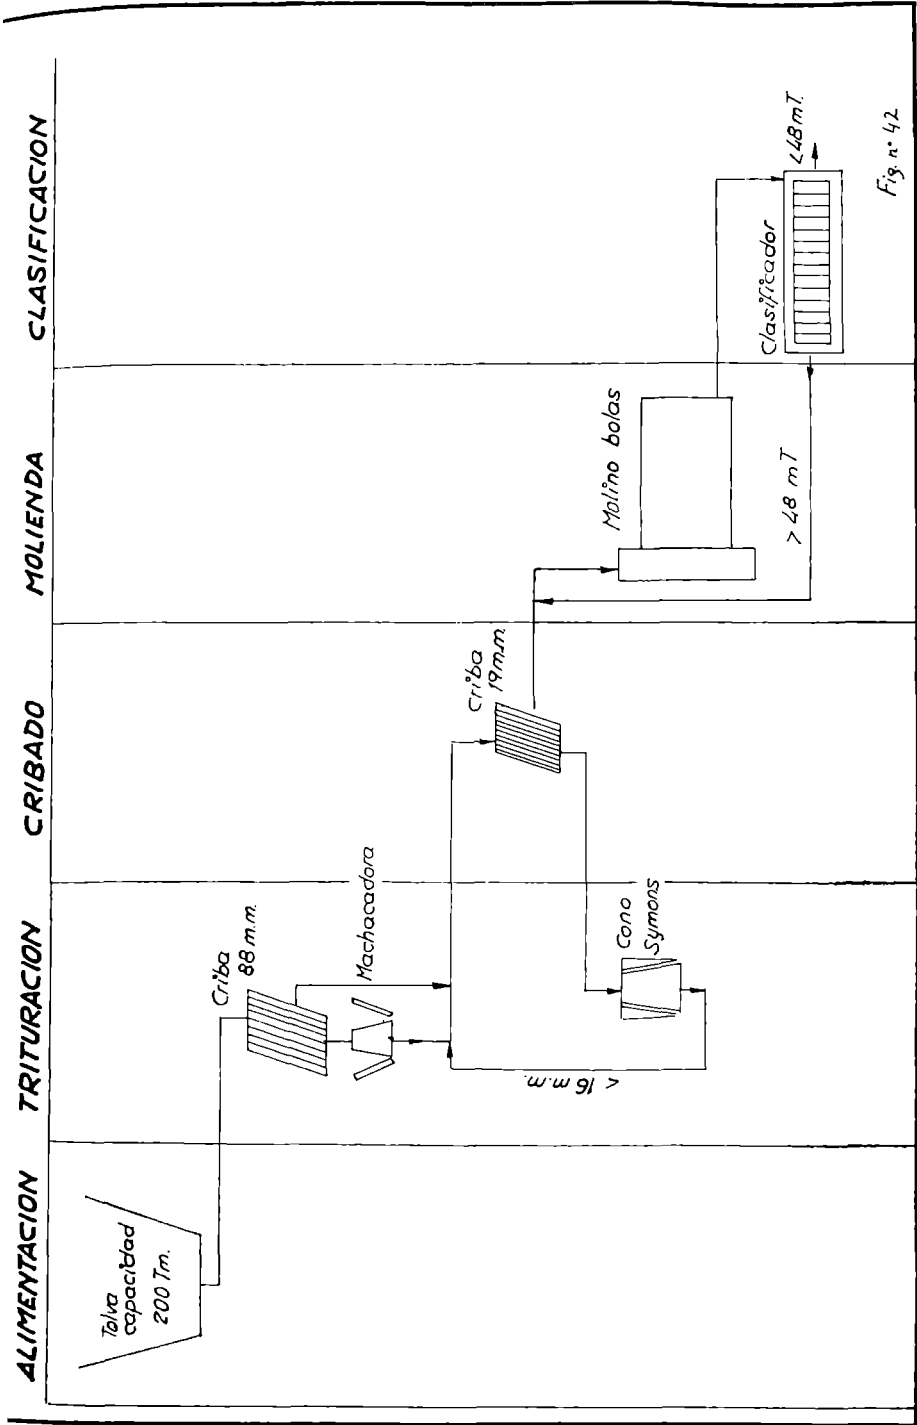 ALIMENTACION
TRITURACION
CRIBADO
MOLIENDA
CLASIFICACION
Tolva
capacidad
200 Tm.
Criba
88 m.m.
Machacadora
< 16 m.m.
Cono
Symons
Criba
19 m.m.
Molino bolas
> 48 mT
Clasificador
<48 mT.
Fig. nº 42